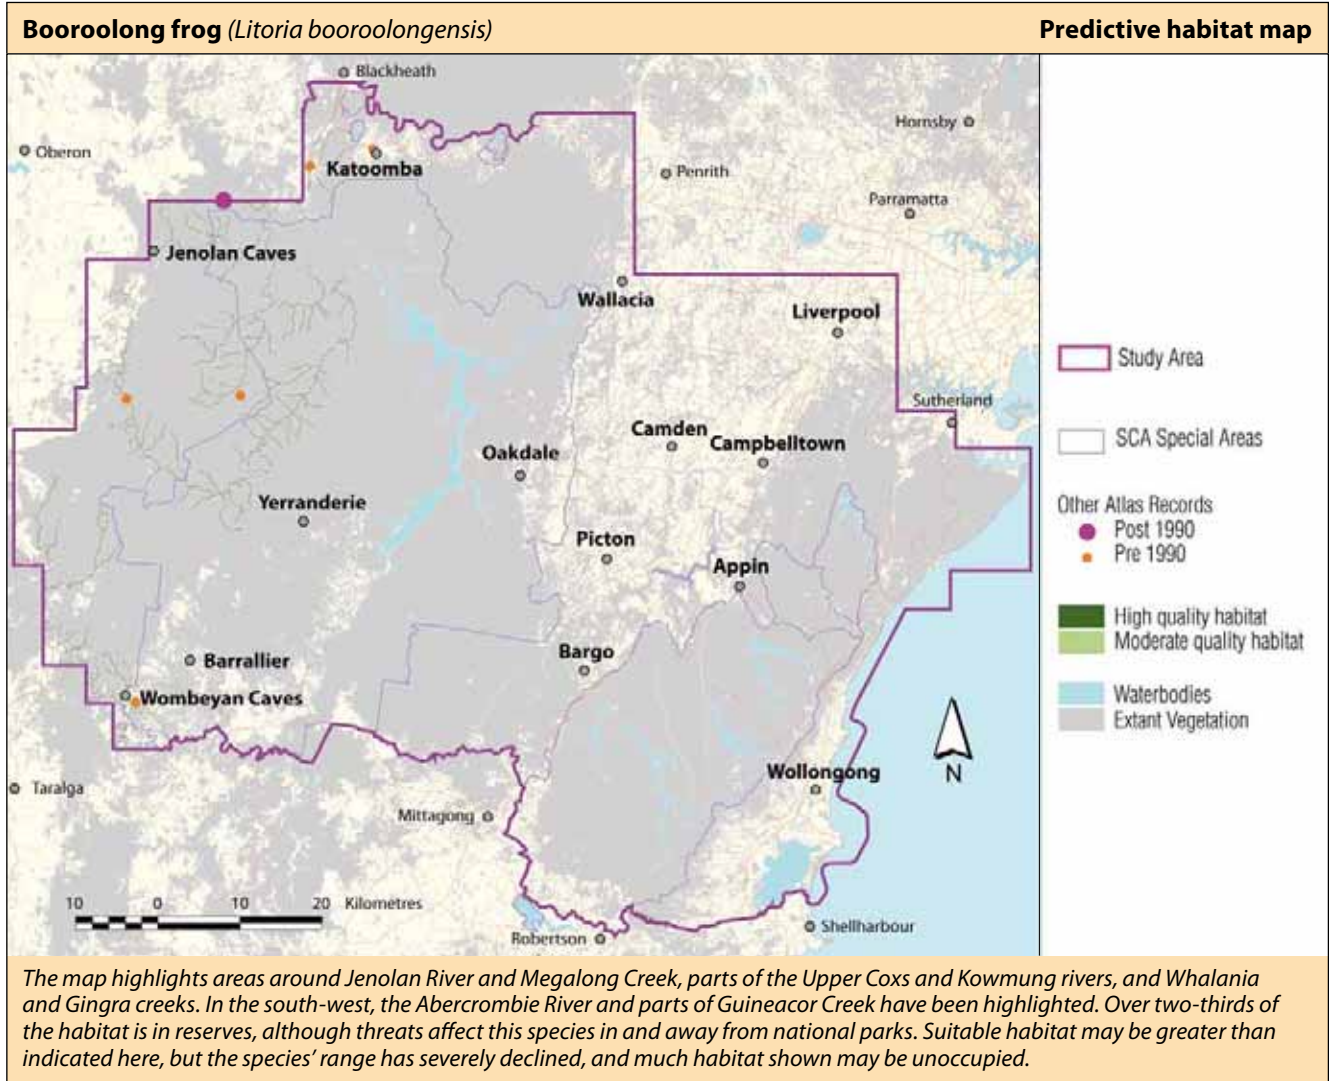 Booroolong frog (Litoria booroolongensis)
Predictive habitat map
Blackheath
Hornsby
Oberon
Katoomba
Penrith
Parramatta
Jenolan Caves
Wallacia
Liverpool
Study Area
Sutherland
Camden
Campbelltown
SCA Special Areas
Oakdale
Yerranderie
Other Atlas Records
Post 1990
Pre 1990
Picton
Appin
High quality habitat
Moderate quality habitat
Bargo
Barrallier
Wombeyan Caves
Waterbodies
Extant Vegetation
Wollongong
N
Taralga
Mittagong
10 0 10 20 Kilometres
Shellharbour
Robertson
The map highlights areas around Jenolan River and Megalong Creek, parts of the Upper Coxs and Kowmung rivers, and Whalania
and Gingra creeks. In the south-west, the Abercrombie River and parts of Guineacor Creek have been highlighted. Over two-thirds of
the habitat is in reserves, although threats affect this species in and away from national parks. Suitable habitat may be greater than
indicated here, but the species’ range has severely declined, and much habitat shown may be unoccupied.